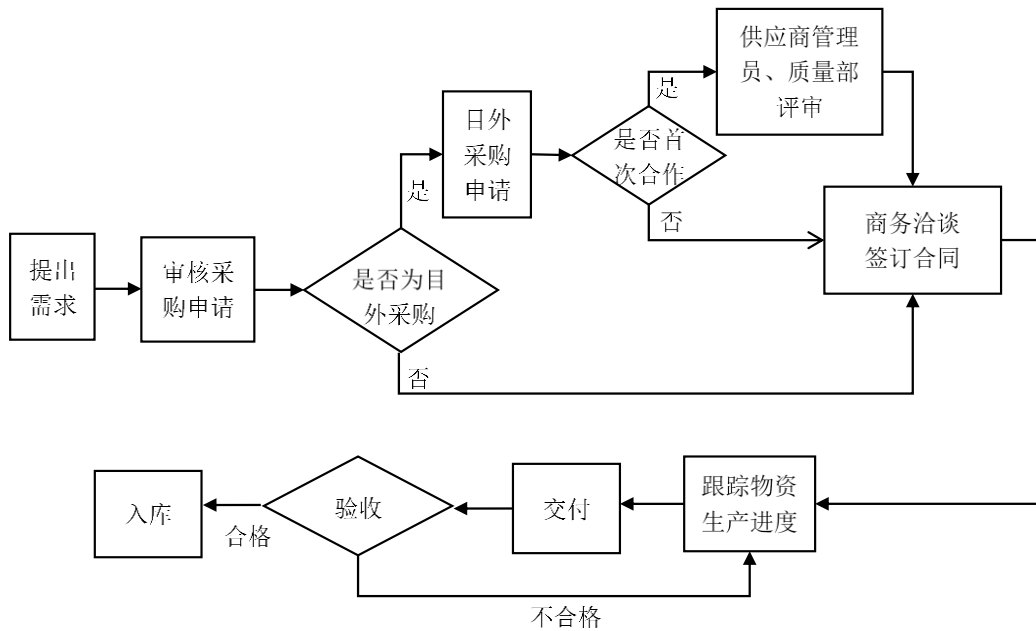 提出
需求
审核采
购申请
是否为目
外采购
是
否
日外
采购
申请
是否首
次合作
是
否
供应商管理
员、质量部
评审
商务洽谈
签订合同
跟踪物资
生产进度
交付
验收
合格
不合格
入库